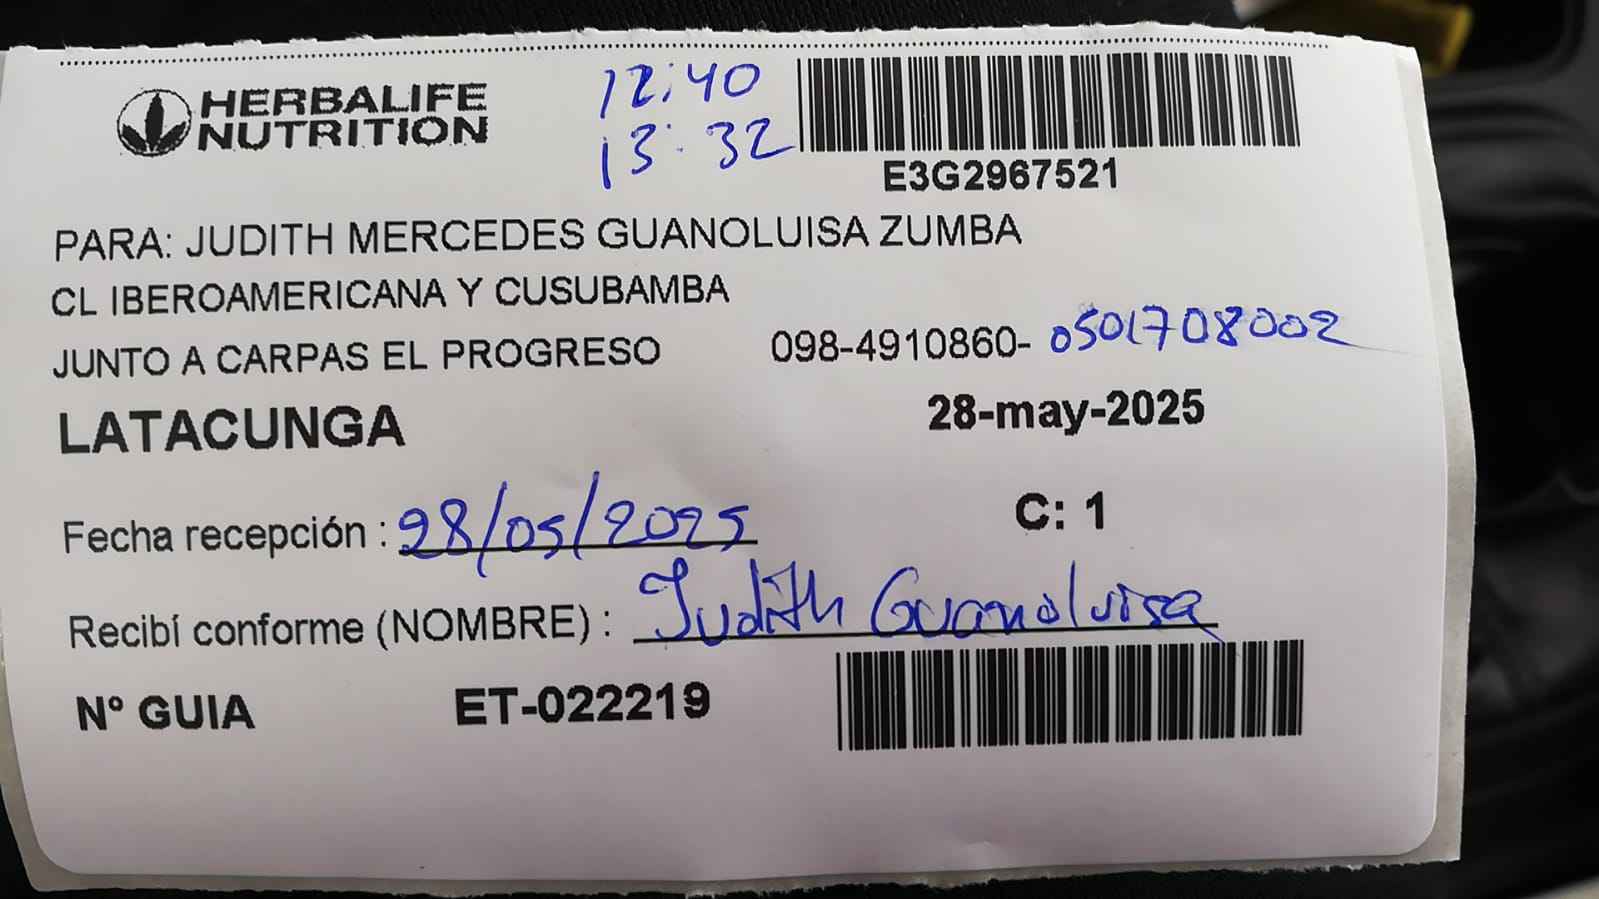 HERBALIFE
NUTRITION
12:40
13:32
E3G2967521
PARA: JUDITH MERCEDES GUANOLUISA ZUMBA
CL IBEROAMERICANA Y CUSUBAMBA
JUNTO A CARPAS EL PROGRESO 098-4910860- 0501708002
LATACUNGA 28-may-2025
Fecha recepción : 28/05/2025 C: 1
Recibí conforme (NOMBRE) : Judith Guanoluisa
Nº GUIA ET-022219